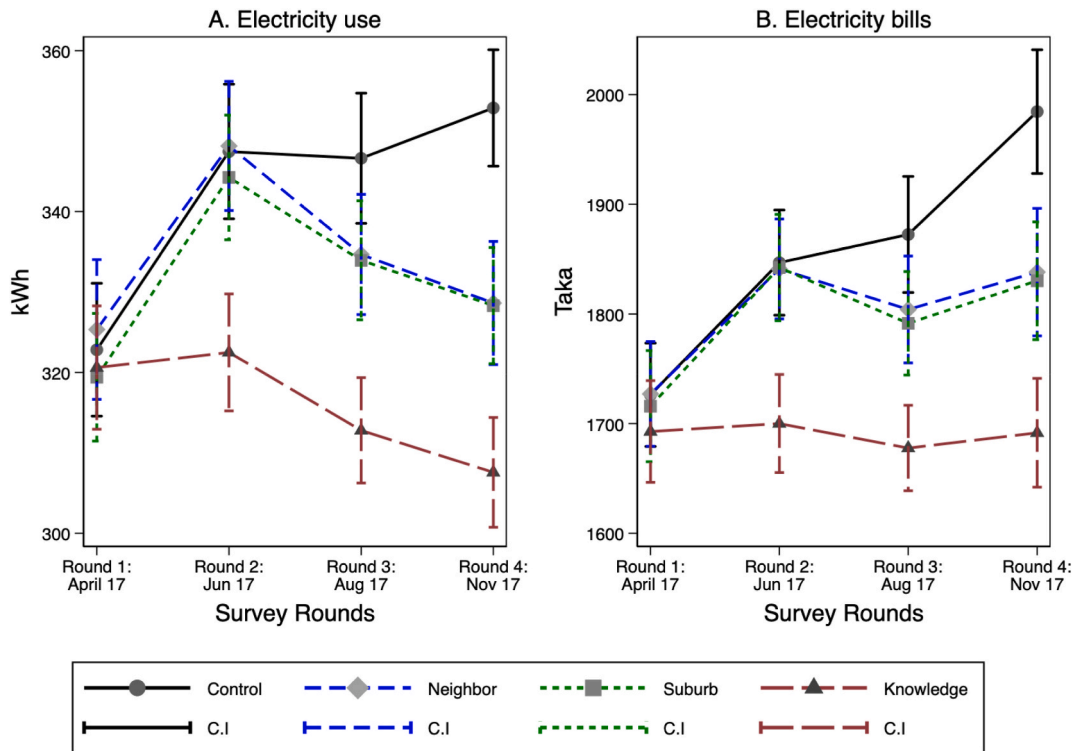 A. Electricity use
360
340
320
300
kWh
Round 1:
April 17
Round 2:
Jun 17
Round 3:
Aug 17
Round 4:
Nov 17
Survey Rounds
B. Electricity bills
2000
1900
1800
1700
1600
Taka
Round 1:
April 17
Round 2:
Jun 17
Round 3:
Aug 17
Round 4:
Nov 17
Survey Rounds
Control Neighbor Suburb Knowledge
C.I C.I C.I C.I